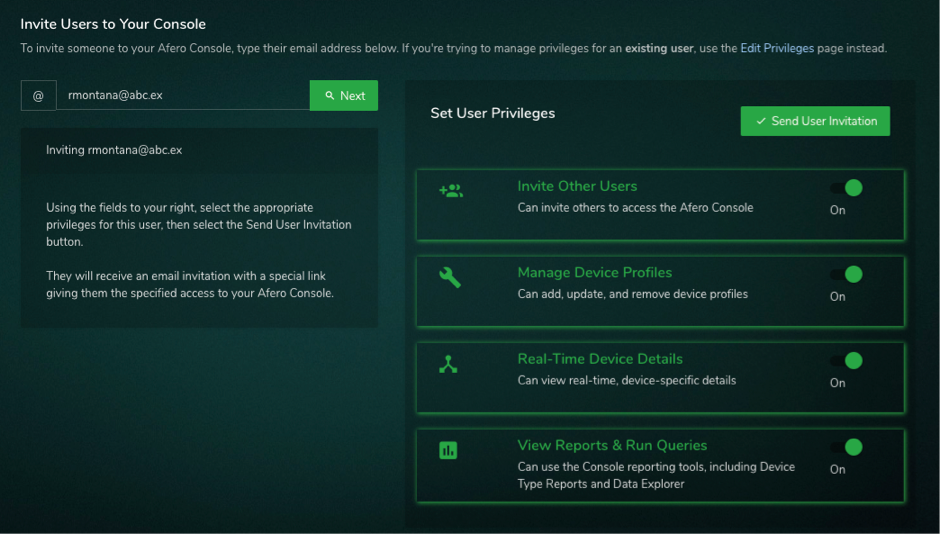 Invite Users to Your Console
To invite someone to your Afero Console, type their email address below. If you're trying to manage privileges for an existing user, use the Edit Privileges page instead.
@ rmontana@abc.ex Next
Inviting rmontana@abc.ex
Using the fields to your right, select the appropriate
privileges for this user, then select the Send User Invitation
button.
They will receive an email invitation with a special link
giving them the specified access to your Afero Console.
Set User Privileges
Send User Invitation
Invite Other Users
Can invite others to access the Afero Console
On
Manage Device Profiles
Can add, update, and remove device profiles
On
Real-Time Device Details
Can view real-time, device-specific details
On
View Reports & Run Queries
Can use the Console reporting tools, including Device
Type Reports and Data Explorer
On